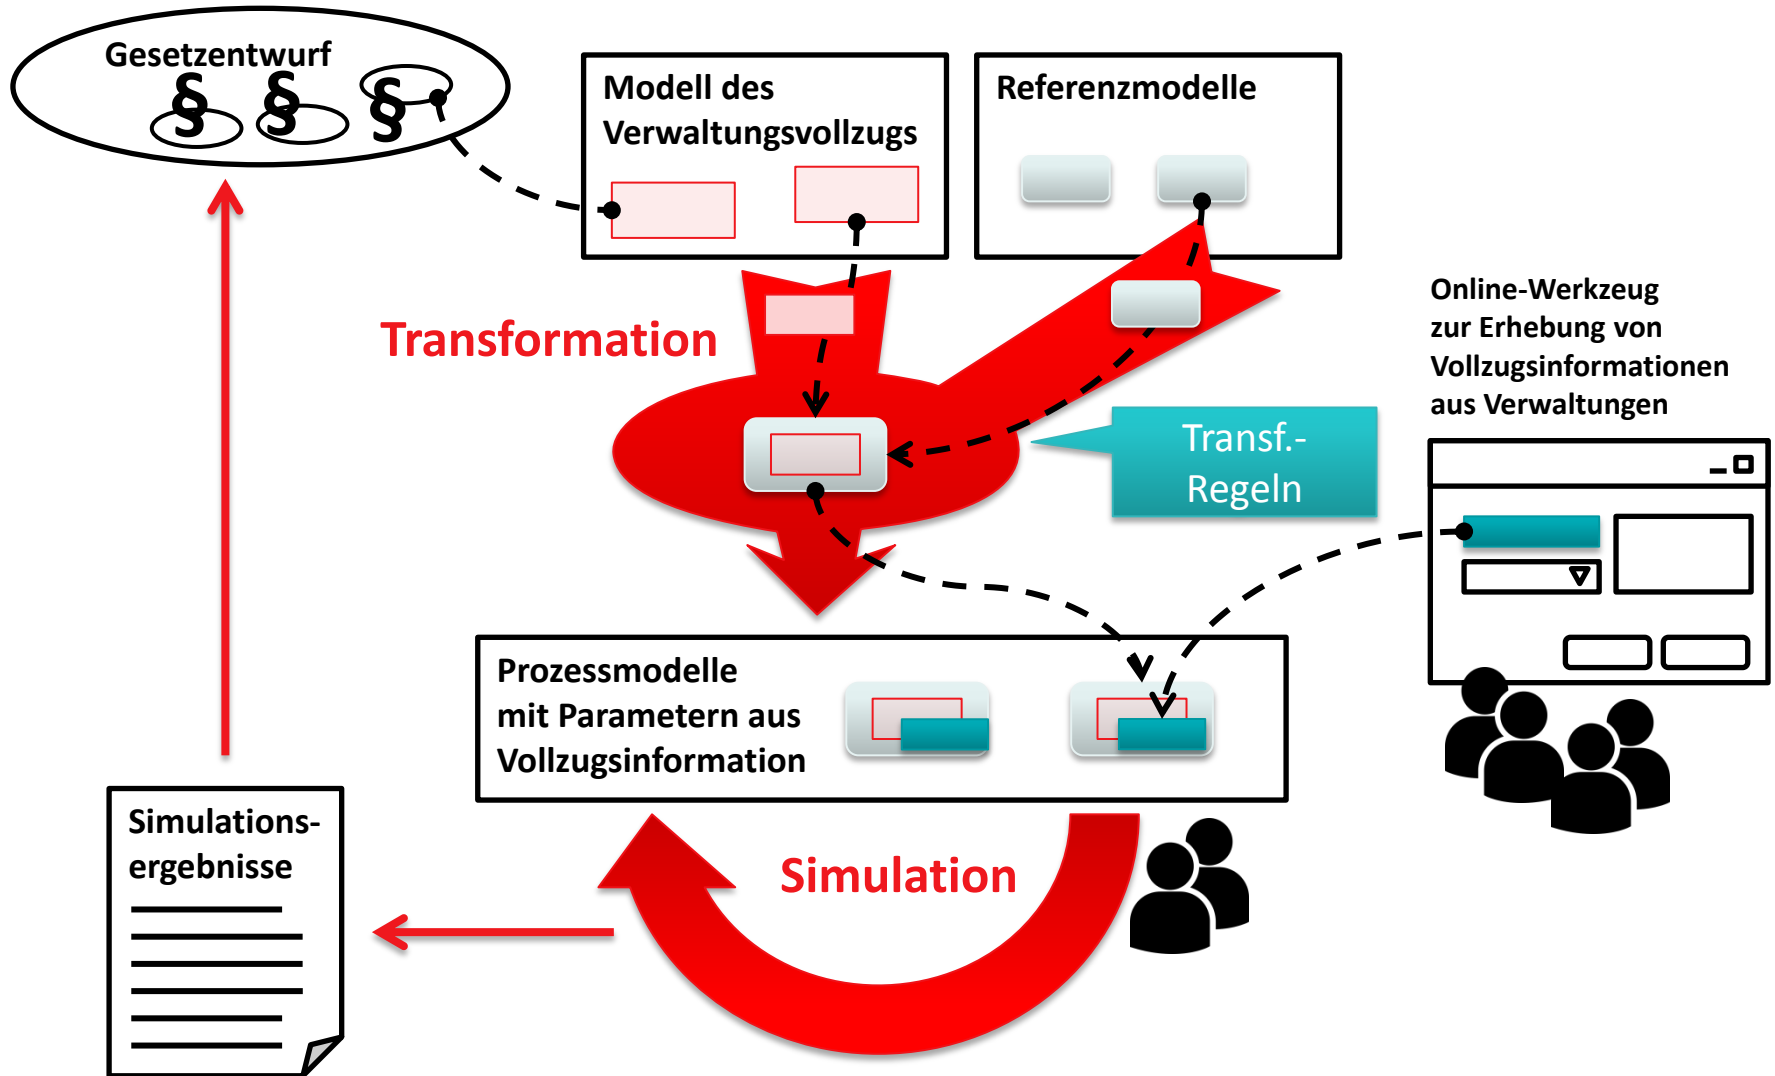 Gesetzentwurf
§ § §
Modell des
Verwaltungsvollzugs
Referenzmodelle
Transformation
Online-Werkzeug
zur Erhebung von
Vollzugsinformationen
aus Verwaltungen
Transf.-
Regeln
Prozessmodelle
mit Parametern aus
Vollzugsinformation
Simulations-
ergebnisse
Simulation